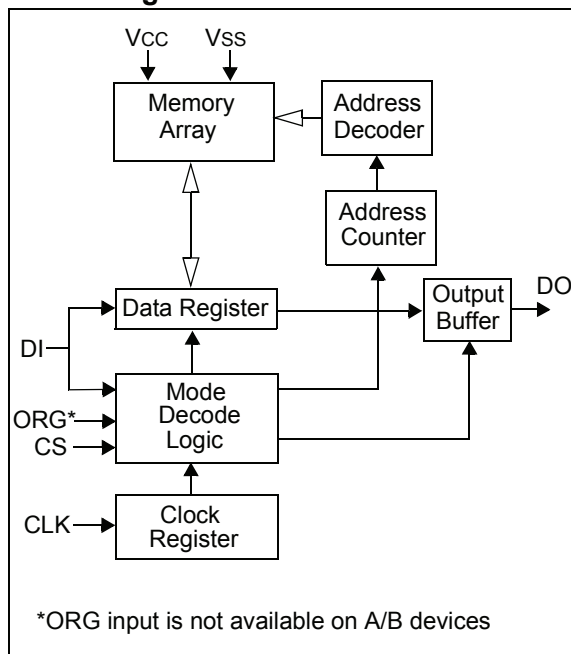 VCC VSS
Memory
Array
Address
Decoder
Address
Counter
Data Register
Output
Buffer
DO
DI
Mode
Decode
Logic
ORG*
CS
CLK
Clock
Register
*ORG input is not available on A/B devices